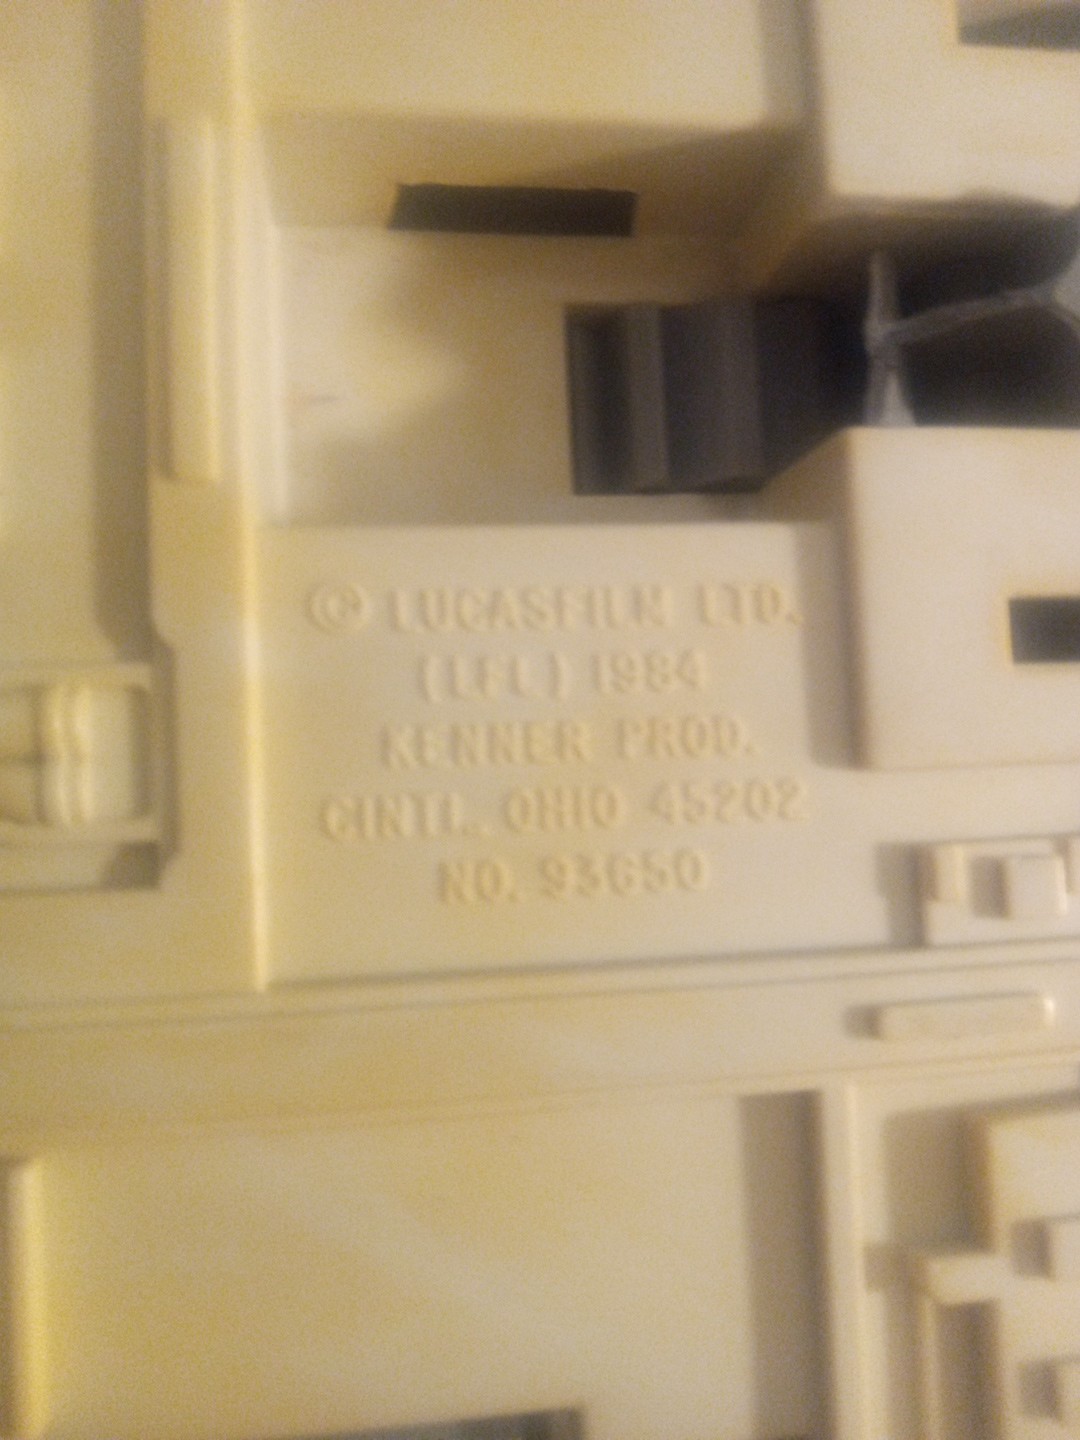 © LUCASFILM LTD.
(LFL) 1984
KENNER PROD.
CINTI. OHIO 45202
NO. 93650